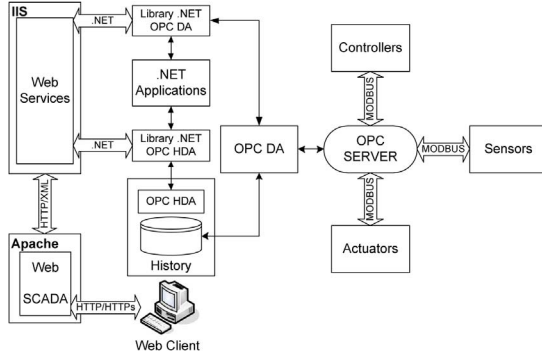 IIS
Web
Services
.NET
Library .NET
OPC DA
.NET
Applications
.NET
Library .NET
OPC HDA
OPC HDA
History
OPC DA
Controllers
MODBUS
OPC
SERVER
MODBUS
Sensors
MODBUS
Actuators
HTTP/XML
Apache
Web
SCADA
HTTP/HTTPs
Web Client